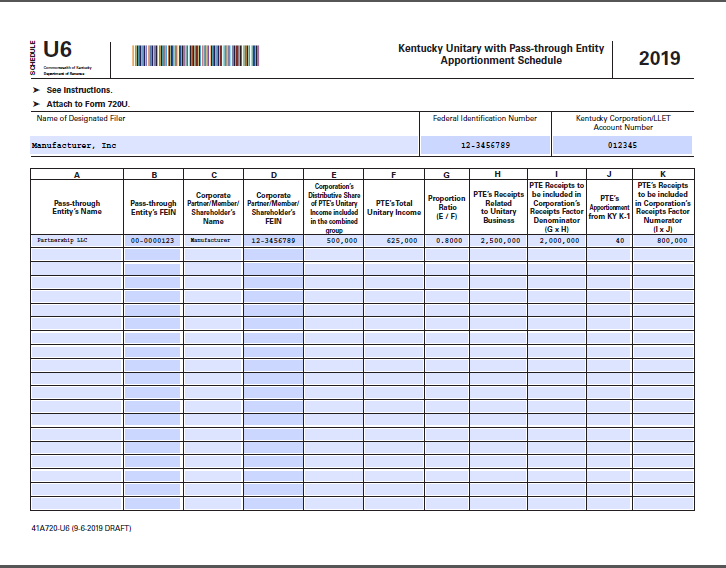 SCHEDULE
U6
Commonwealth of Kentucky
Department of Revenue
Kentucky Unitary with Pass-through Entity
Apportionment Schedule
2019
➤ See Instructions.
➤ Attach to Form 720U.
Name of Designated Filer
Federal Identification Number
Kentucky Corporation/LLET
Account Number
Manufacturer, Inc
12-3456789
012345
A B C D E F G H I J K
Pass-through
Entity's Name
Pass-through
Entity's FEIN
Corporate
Partner/Member/
Shareholder's
Name
Corporate
Partner/Member/
Shareholder's
FEIN
Corporation's
Distributive Share
of PTE's Unitary
Income included
in the combined
group
PTE's Total
Unitary Income
Proportion
Ratio
(E / F)
PTE's Receipts
Related
to Unitary
Business
PTE Receipts to
be included in
Corporation's
Receipts Factor
Denominator
(G x H)
PTE's
Apportionment
from KY K-1
PTE's Receipts
to be included
in Corporation's
Receipts Factor
Numerator
(I x J)
Partnership LLC 00-0000123 Manufacturer 12-3456789 500,000 625,000 0.8000 2,500,000 2,000,000 40 800,000
41A720-U6 (9-6-2019 DRAFT)